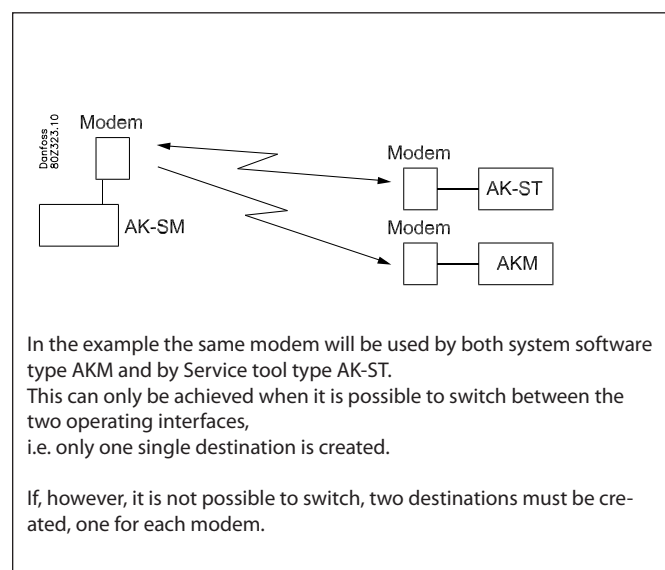 Danfoss
80Z323.10
Modem
Modem
AK-ST
AK-SM
Modem
AKM
In the example the same modem will be used by both system software
type AKM and by Service tool type AK-ST.
This can only be achieved when it is possible to switch between the
two operating interfaces,
i.e. only one single destination is created.
If, however, it is not possible to switch, two destinations must be cre-
ated, one for each modem.